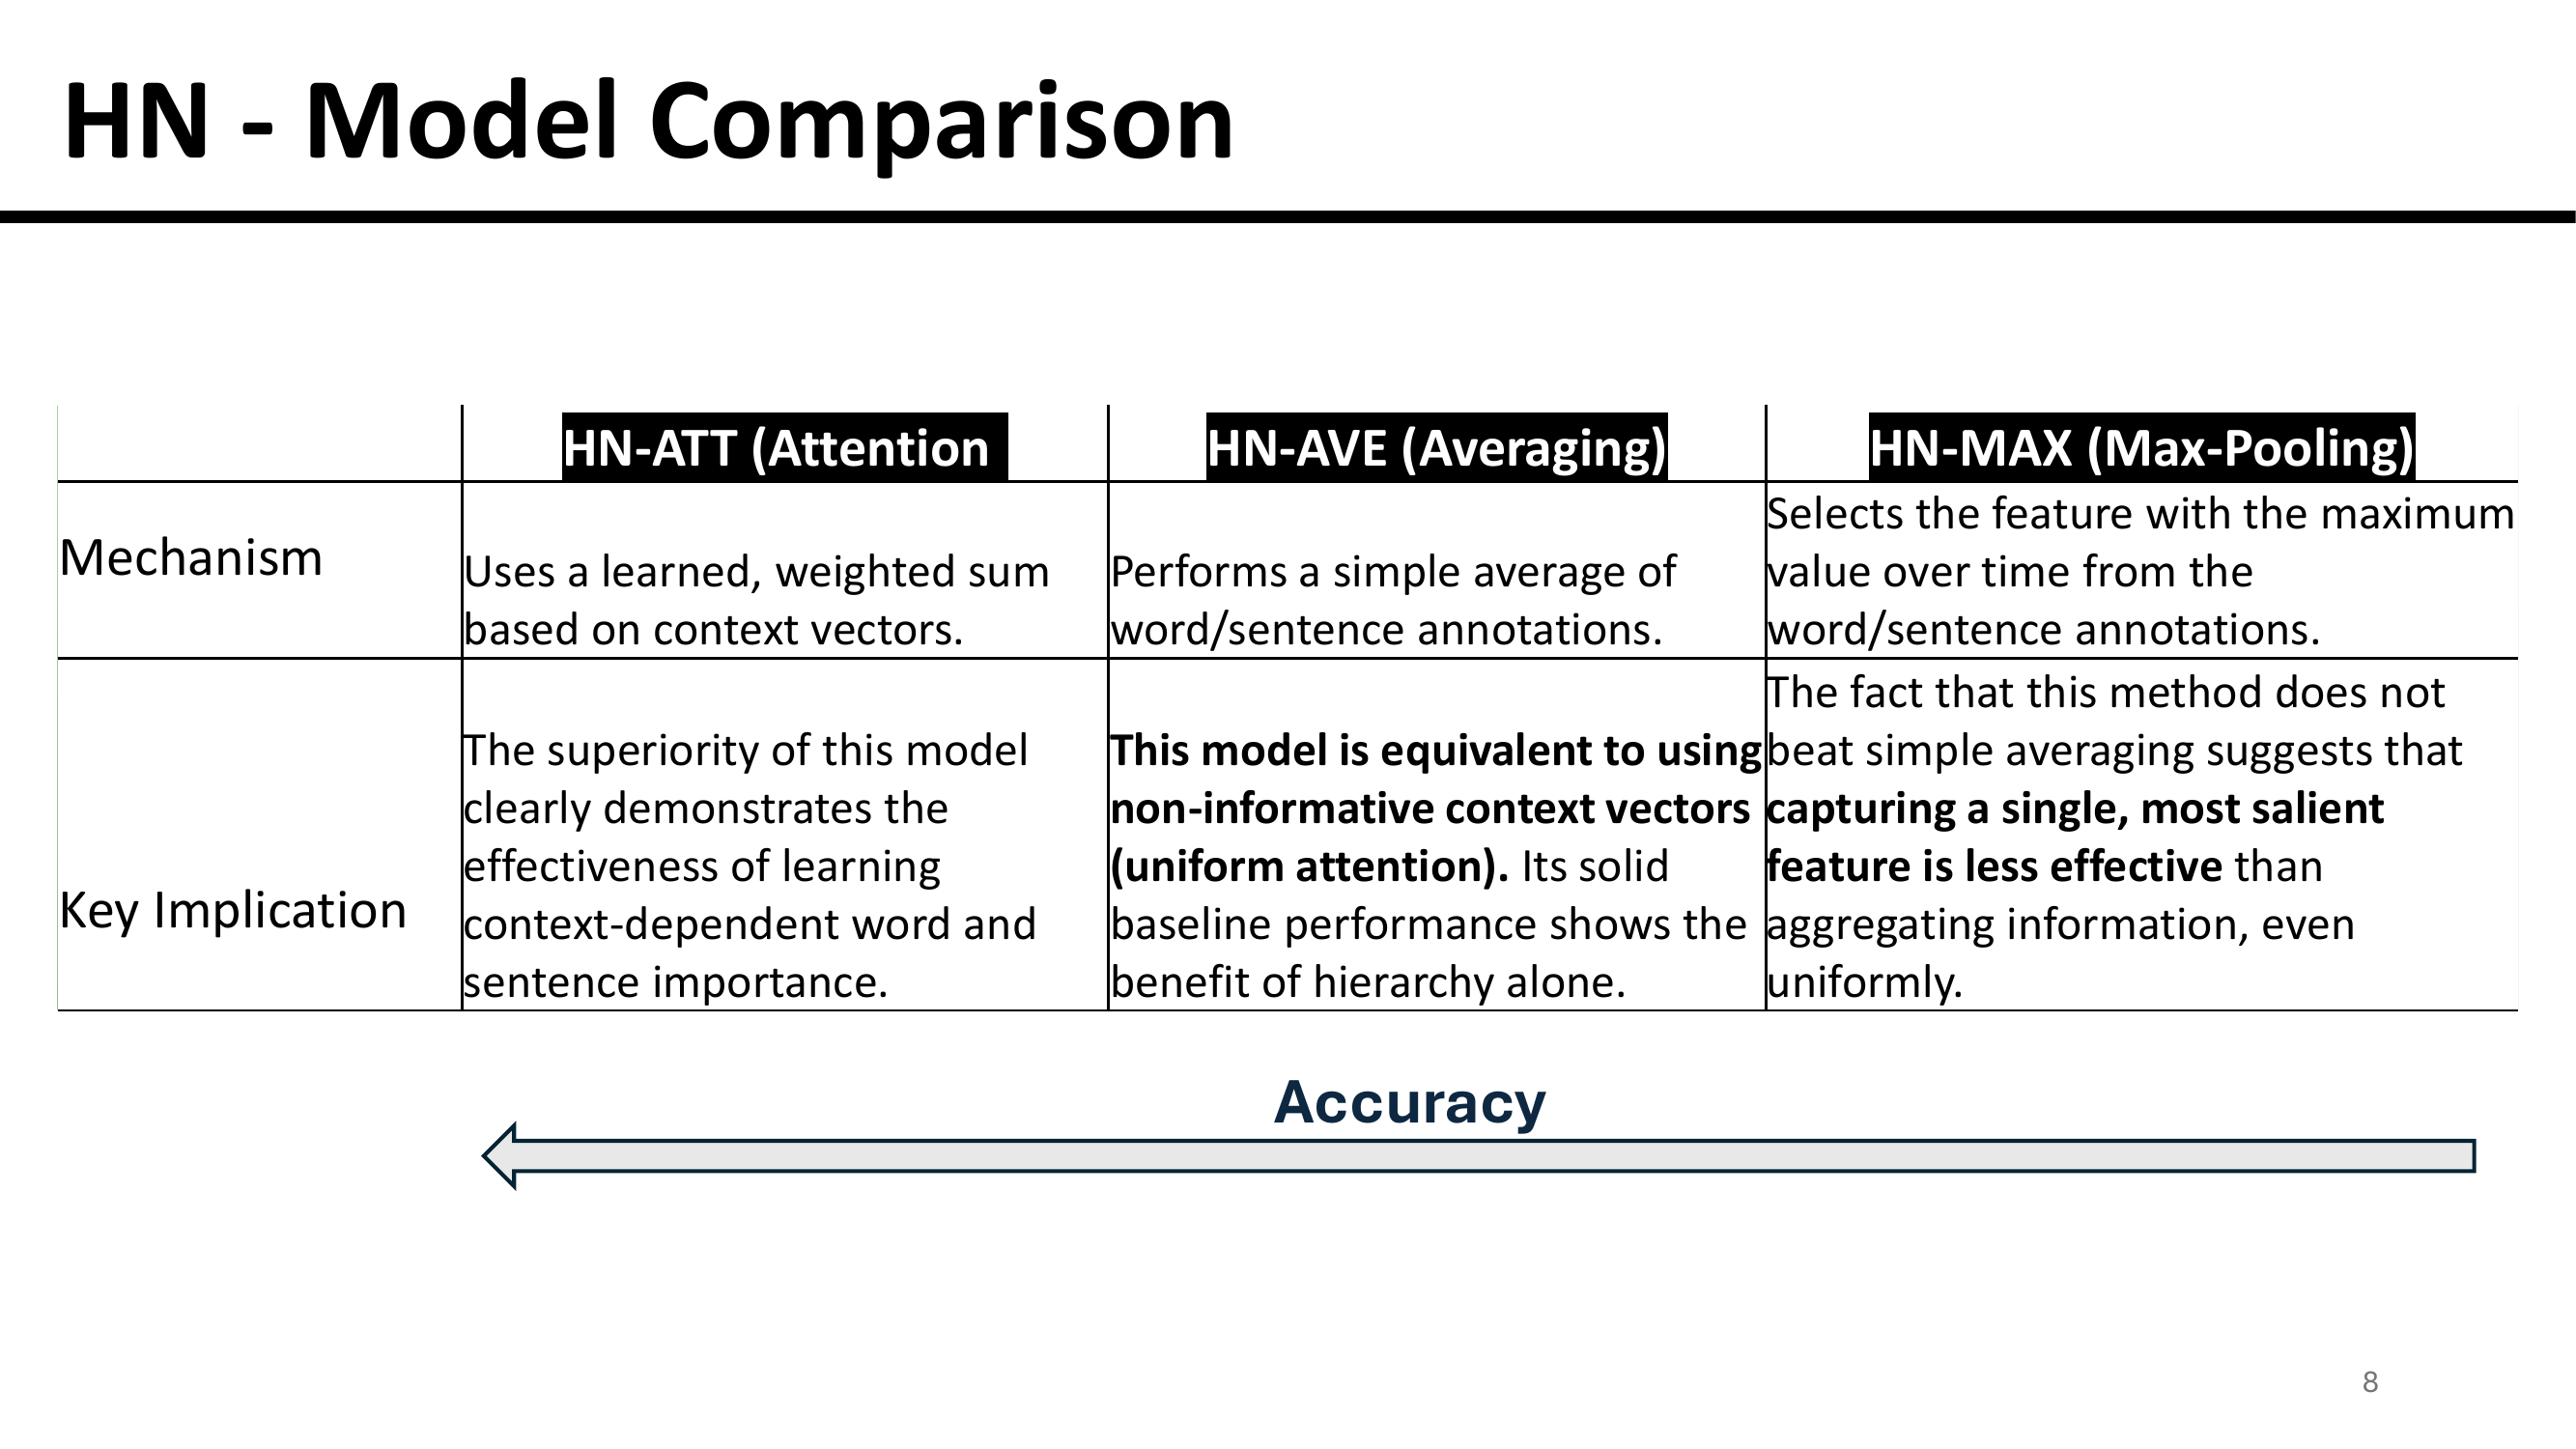 HN - Model Comparison
HN-ATT (Attention
HN-AVE (Averaging)
HN-MAX (Max-Pooling)
Mechanism
Uses a learned, weighted sum
based on context vectors.
Performs a simple average of
word/sentence annotations.
Selects the feature with the maximum
value over time from the
word/sentence annotations.
Key Implication
The superiority of this model
clearly demonstrates the
effectiveness of learning
context-dependent word and
sentence importance.
This model is equivalent to using
non-informative context vectors
(uniform attention). Its solid
baseline performance shows the
benefit of hierarchy alone.
The fact that this method does not
beat simple averaging suggests that
capturing a single, most salient
feature is less effective than
aggregating information, even
uniformly.
Accuracy
8